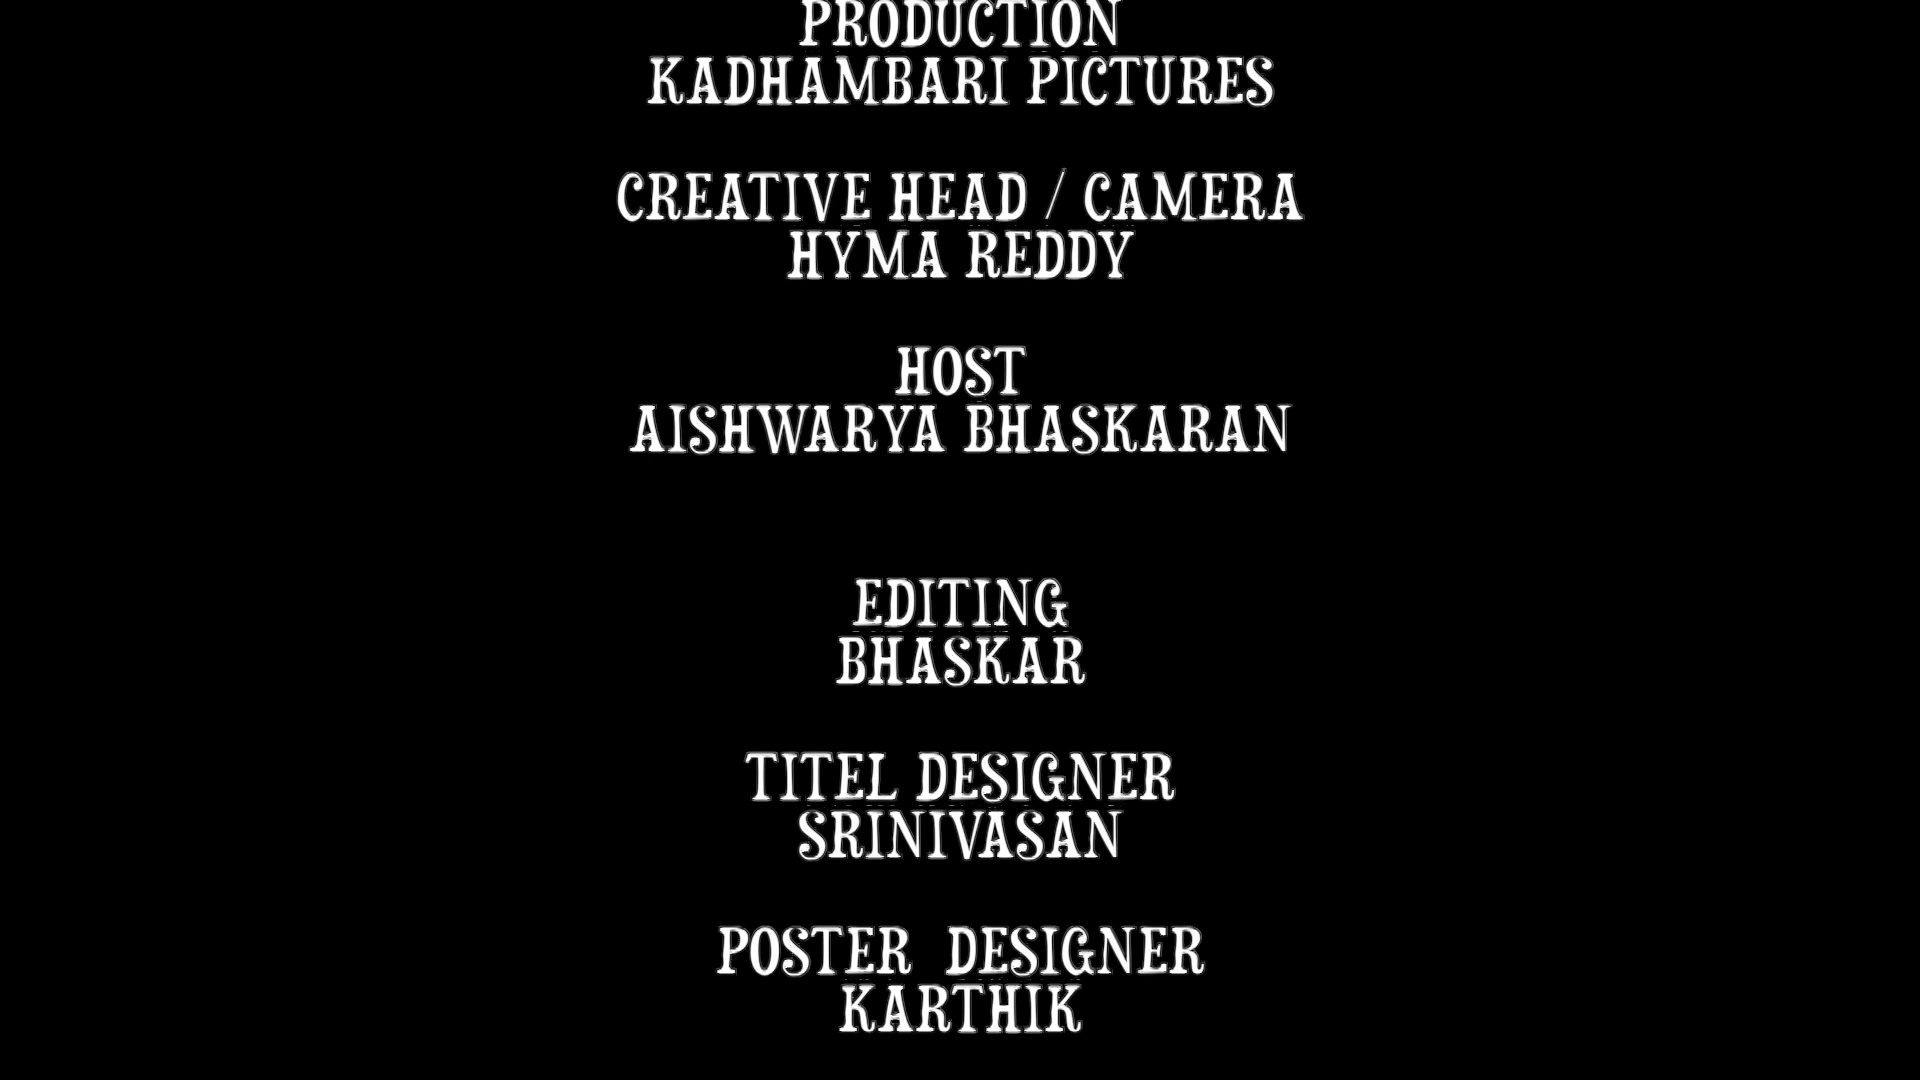 PRODUCTION
KADHAMBARI PICTURES
CREATIVE HEAD / CAMERA
HYMA REDDY
HOST
AISHWARYA BHASKARAN
EDITING
BHASKAR
TITEL DESIGNER
SRINIVASAN
POSTER DESIGNER
KARTHIK